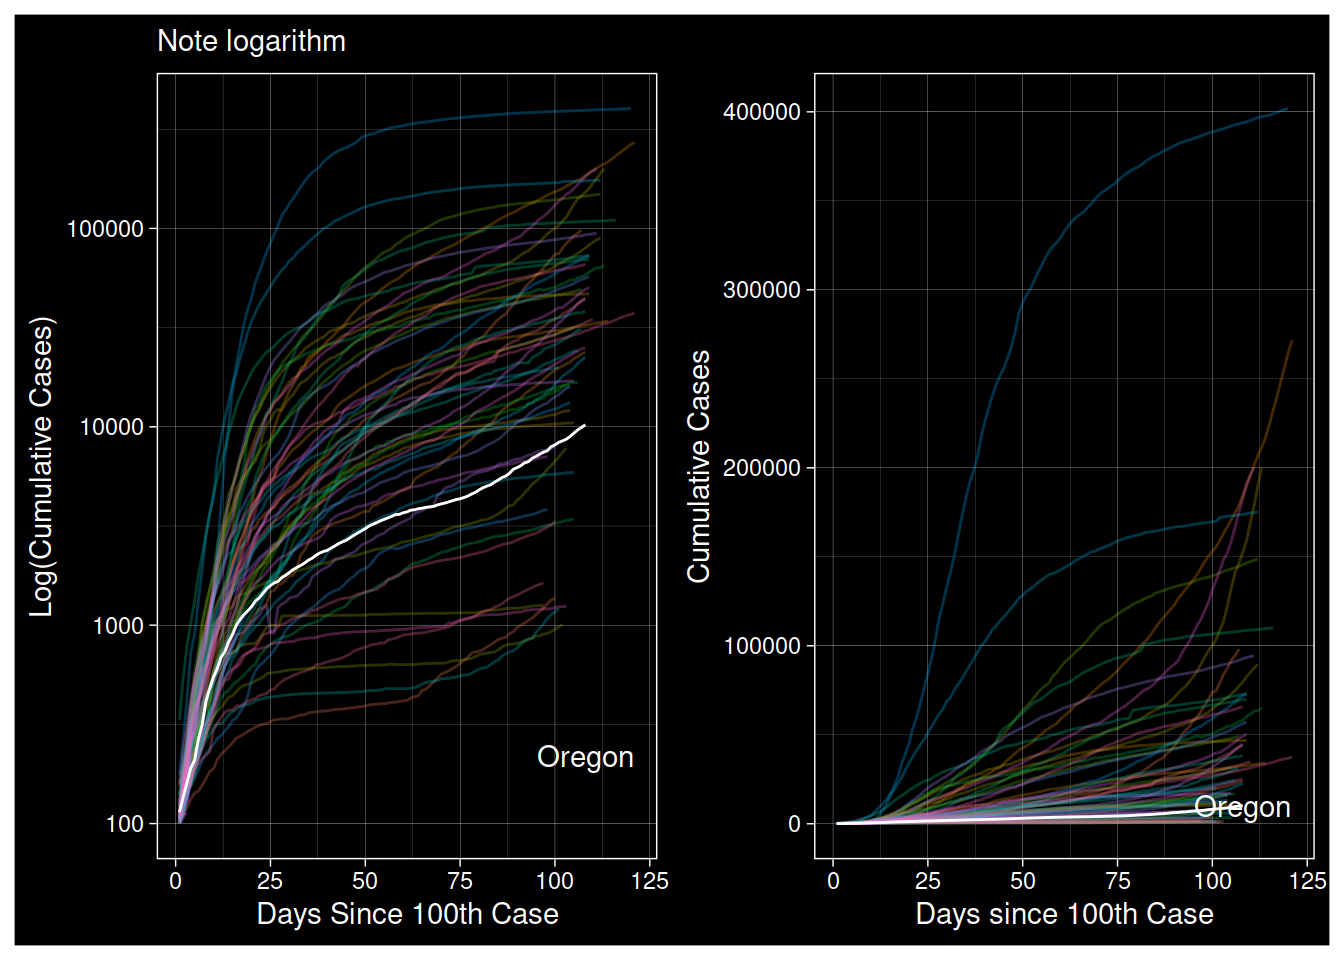 Note logarithm
Log(Cumulative Cases)
100000
10000
1000
100
0 25 50 75 100 125
Days Since 100th Case
Oregon
Cumulative Cases
400000
300000
200000
100000
0
0 25 50 75 100 125
Days since 100th Case
Oregon